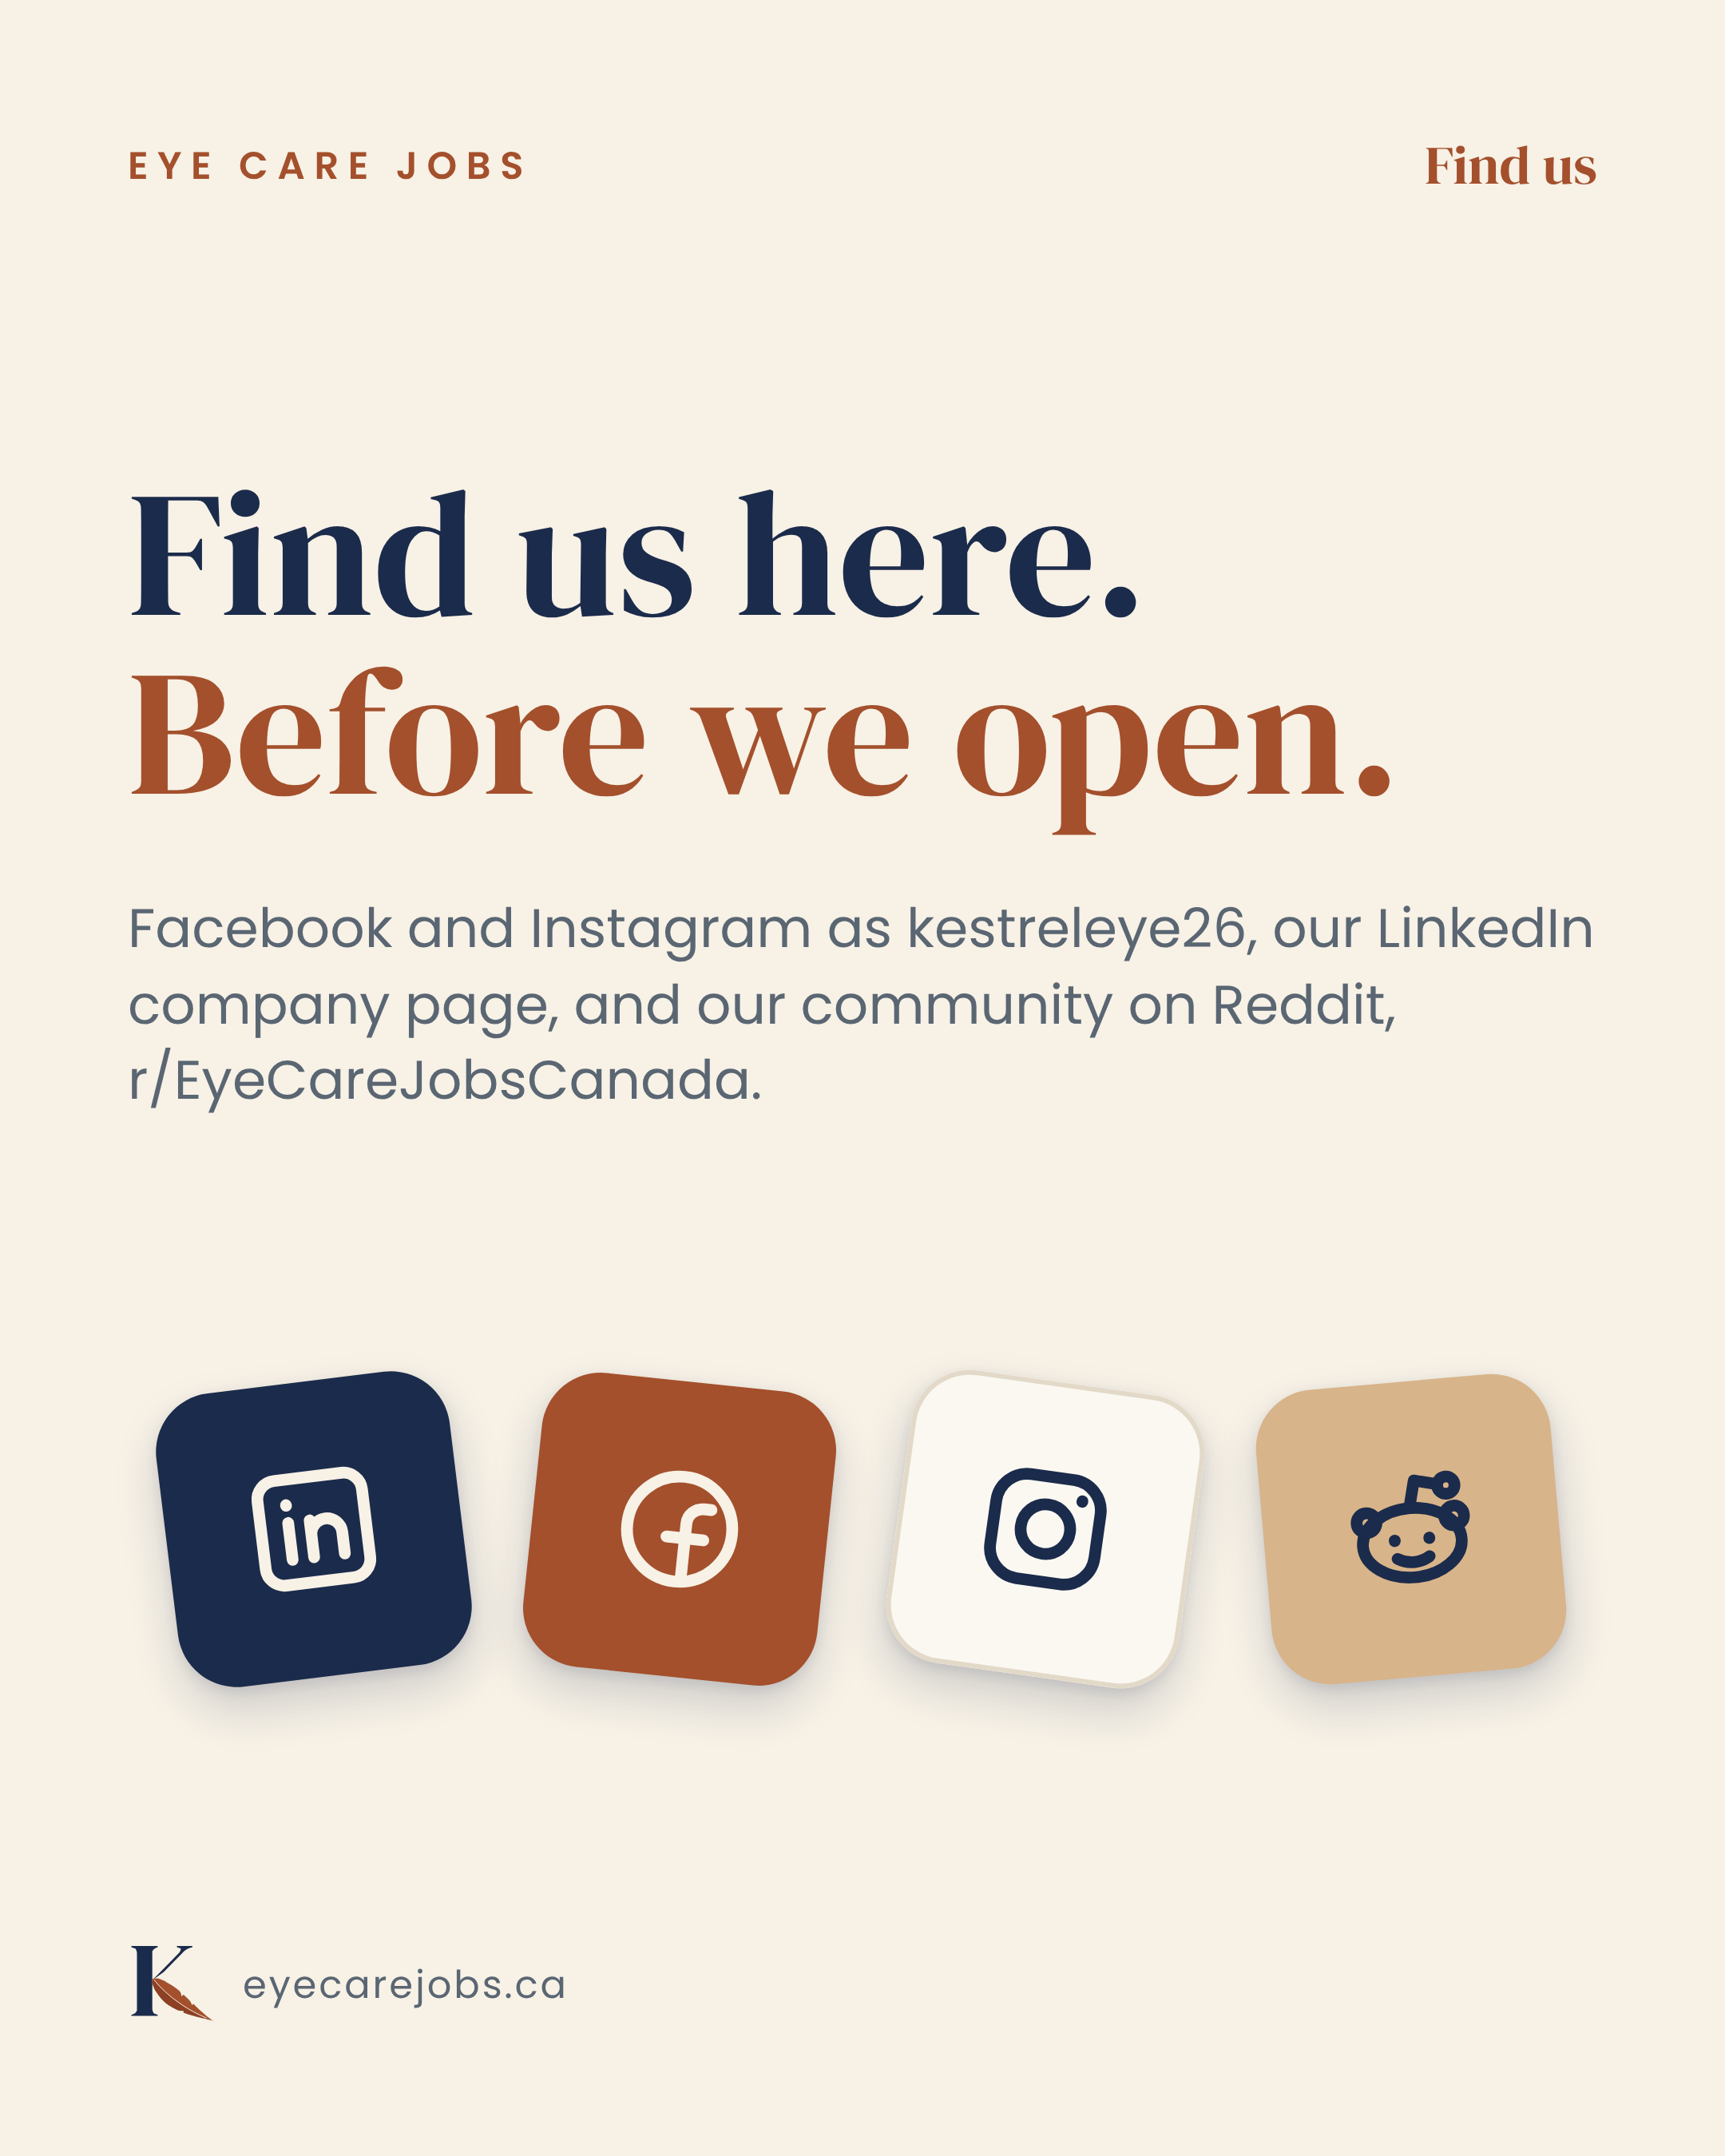 EYE CARE JOBS
Find us
Find us here.
Before we open.
Facebook and Instagram as kestreleye26, our LinkedIn
company page, and our community on Reddit,
r/EyeCareJobsCanada.
in
f
K
eyecarejobs.ca